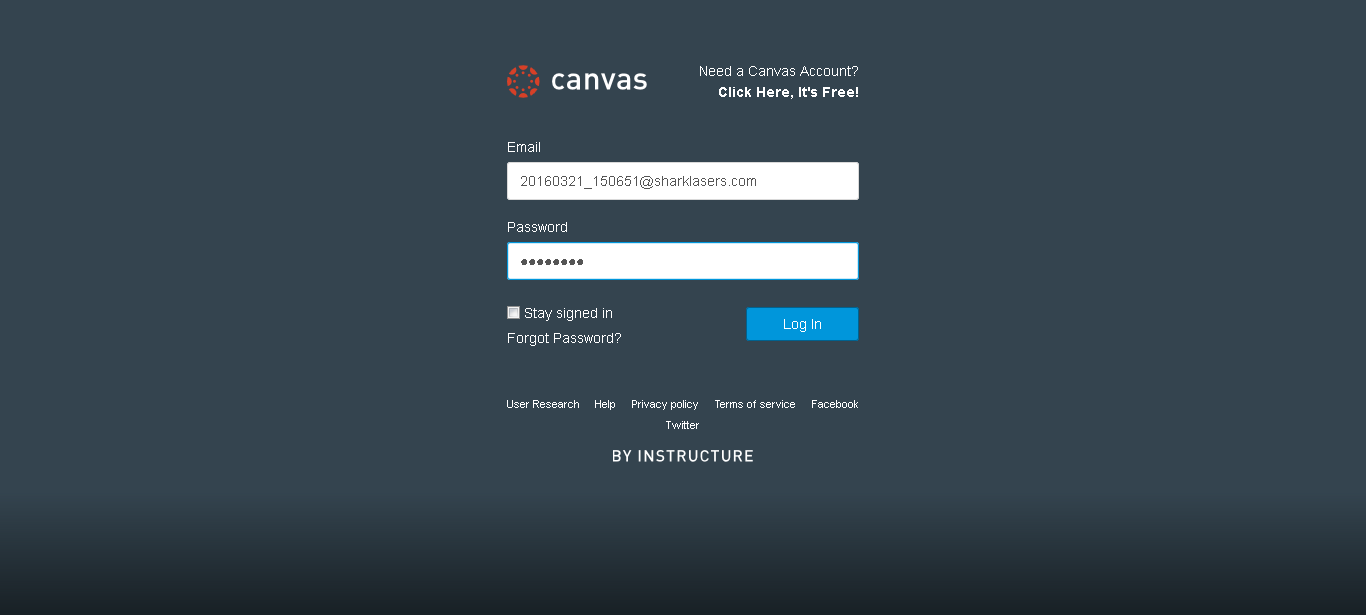 canvas
Need a Canvas Account?
Click Here, It's Free!
Email
20160321_150651@sharklasers.com
Password
••••••••
Stay signed in
Log In
Forgot Password?
User Research Help Privacy policy Terms of service Facebook
Twitter
BY INSTRUCTURE